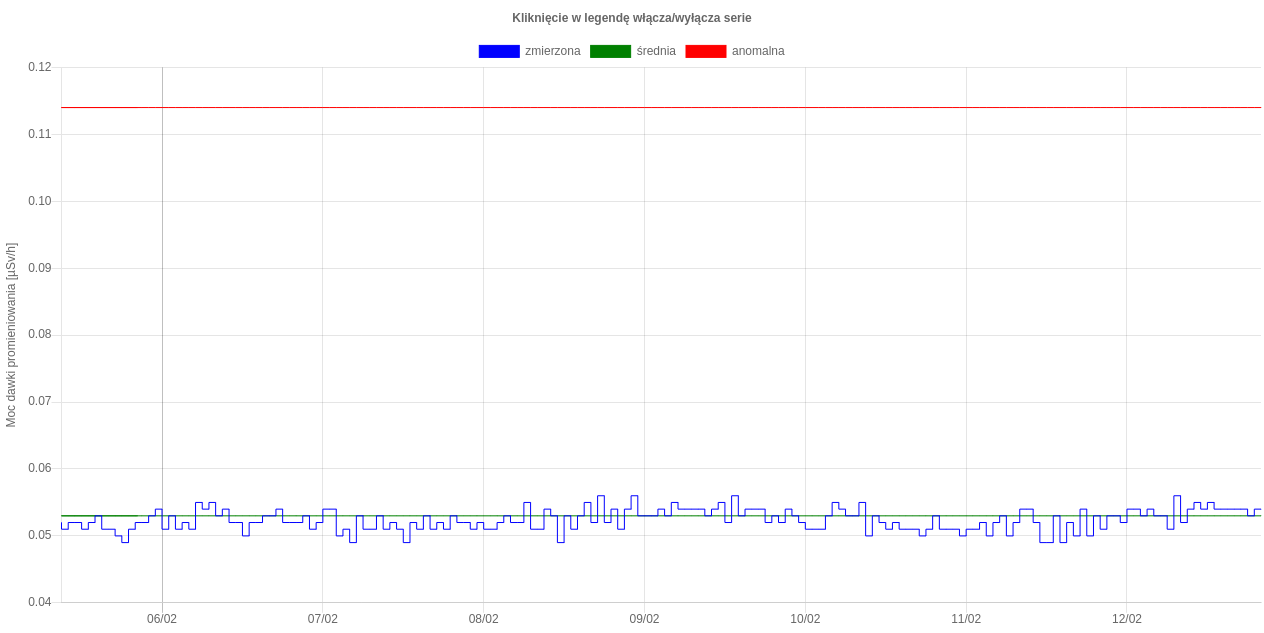 Kliknięcie w legendę włącza/wyłącza serie
zmierzona średnia anomalna
Moc dawki promieniowania [µSv/h]
0.12
0.11
0.10
0.09
0.08
0.07
0.06
0.05
0.04
06/02 07/02 08/02 09/02 10/02 11/02 12/02